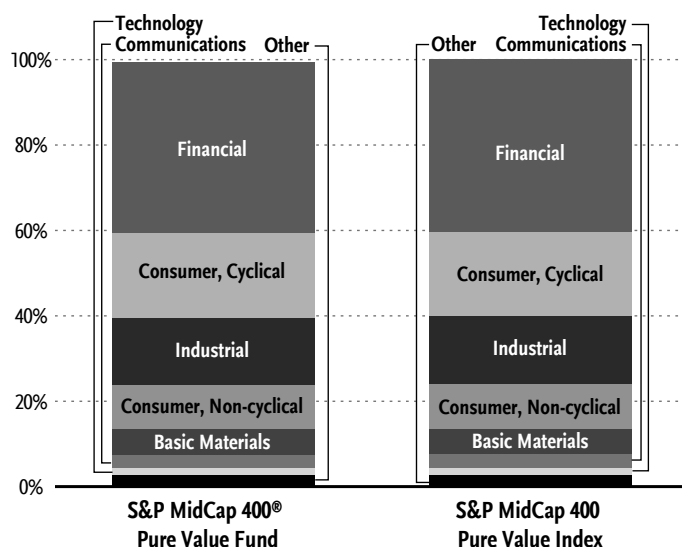 Technology
Communications
Other
Technology
Other
Communications
100%
80%
60%
40%
20%
0%
Financial
Consumer, Cyclical
Industrial
Consumer, Non-cyclical
Basic Materials
Financial
Consumer, Cyclical
Industrial
Consumer, Non-cyclical
Basic Materials
S&P MidCap 400®
Pure Value Fund
S&P MidCap 400
Pure Value Index